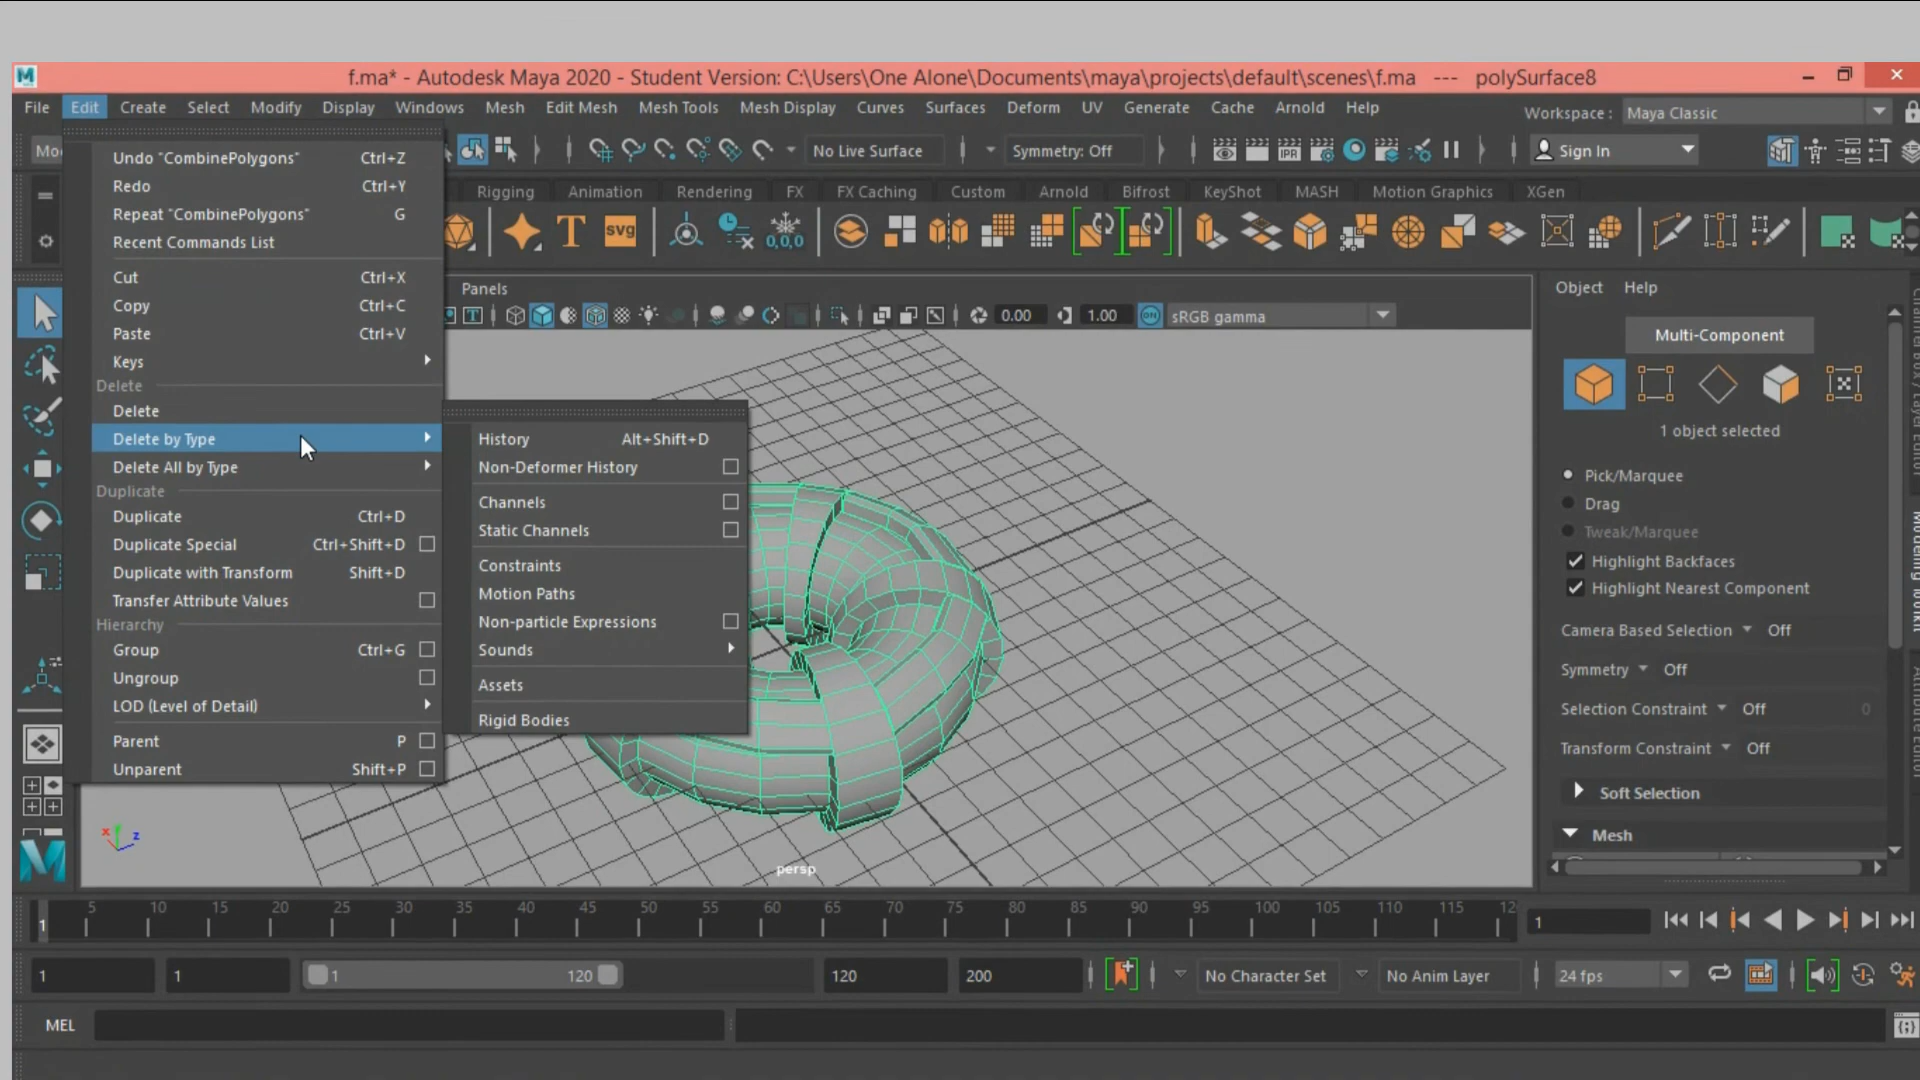 f.ma* - Autodesk Maya 2020 - Student Version: C:\Users\One Alone\Documents\maya\projects\default\scenes\f.ma --- polySurface8
File Edit Create Select Modify Display Windows Mesh Edit Mesh Mesh Tools Mesh Display Curves Surfaces Deform UV Generate Cache Arnold Help
Workspace : Maya Classic
No Live Surface
Symmetry: Off
IPR
Sign In
Rigging Animation Rendering FX FX Caching Custom Arnold Bifrost KeyShot MASH Motion Graphics XGen
T
svg
0,0,0
Panels
0.00
1.00
ON
sRGB gamma
Undo "CombinePolygons" Ctrl+Z
Redo Ctrl+Y
Repeat "CombinePolygons" G
Recent Commands List
Cut Ctrl+X
Copy Ctrl+C
Paste Ctrl+V
Keys
Delete
Delete
Delete by Type
Delete All by Type
Duplicate
Duplicate Ctrl+D
Duplicate Special Ctrl+Shift+D
Duplicate with Transform Shift+D
Transfer Attribute Values
Hierarchy
Group Ctrl+G
Ungroup
LOD (Level of Detail)
Parent P
Unparent Shift+P
History Alt+Shift+D
Non-Deformer History
Channels
Static Channels
Constraints
Motion Paths
Non-particle Expressions
Sounds
Assets
Rigid Bodies
x
z
persp
Object Help
Multi-Component
1 object selected
Pick/Marquee
Drag
Tweak/Marquee
Highlight Backfaces
Highlight Nearest Component
Camera Based Selection Off
Symmetry Off
Selection Constraint Off 0
Transform Constraint Off
Soft Selection
Mesh
1 5 10 15 20 25 30 35 40 45 50 55 60 65 70 75 80 85 90 95 100 105 110 115 12
1
1
1
1 120
120
200
No Character Set
No Anim Layer
24 fps
MEL